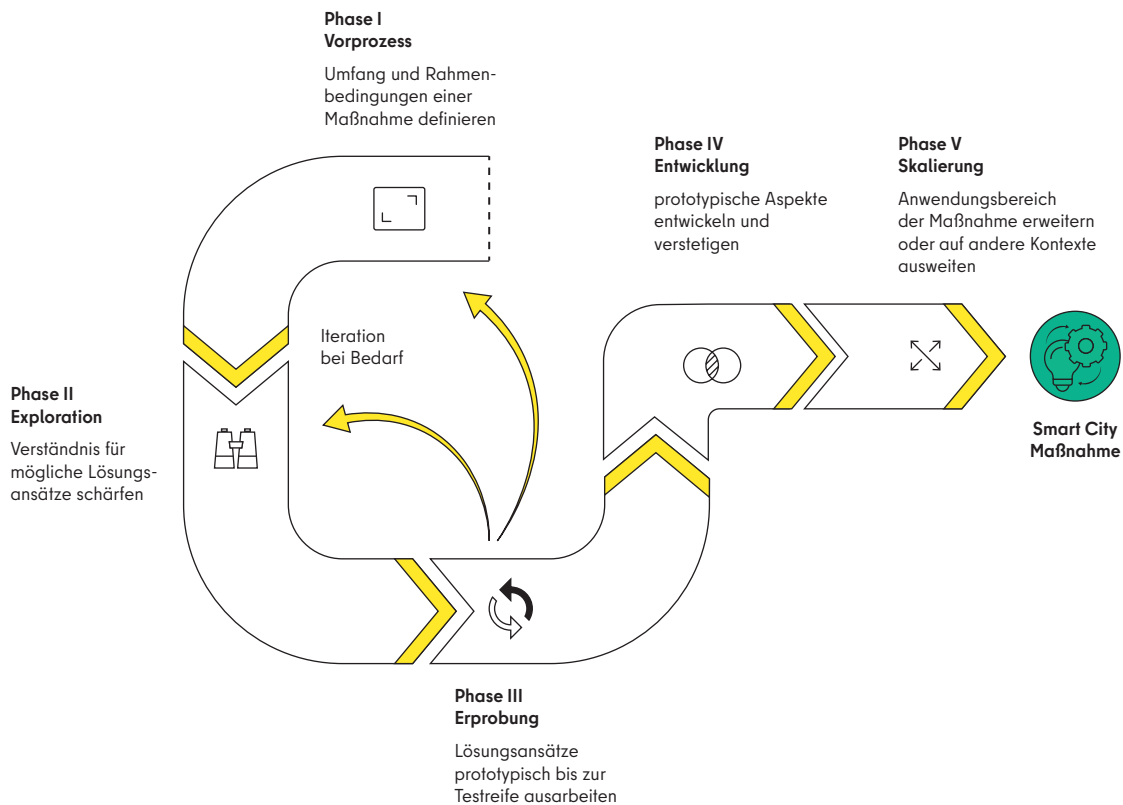 Phase I
Vorprozess
Umfang und Rahmen-
bedingungen einer
Maßnahme definieren
Phase IV
Entwicklung
prototypische Aspekte
entwickeln und
verstetigen
Phase V
Skalierung
Anwendungsbereich
der Maßnahme erweitern
oder auf andere Kontexte
ausweiten
Iteration
bei Bedarf
Phase II
Exploration
Verständnis für
mögliche Lösungs-
ansätze schärfen
Smart City
Maßnahme
Phase III
Erprobung
Lösungsansätze
prototypisch bis zur
Testreife ausarbeiten